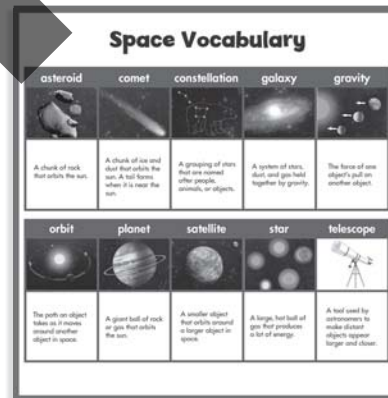 Space Vocabulary
asteroid comet constellation galaxy gravity
A chunk of rock
that orbits the sun.
A chunk of ice and
dust that orbits the
sun. A tail forms
when it is near the
sun.
A grouping of stars
that are named
after people,
animals, or objects.
A system of stars,
dust, and gas held
together by gravity.
The force of one
object's pull on
another object.
orbit planet satellite star telescope
The path an object
takes as it moves
around another
object in space.
A giant ball of rock
or gas that orbits
the sun.
A smaller object
that orbits around
a larger object in
space.
A large, hot ball of
gas that produces
a lot of energy.
A tool used by
astronomers to
make distant
objects appear
larger and closer.